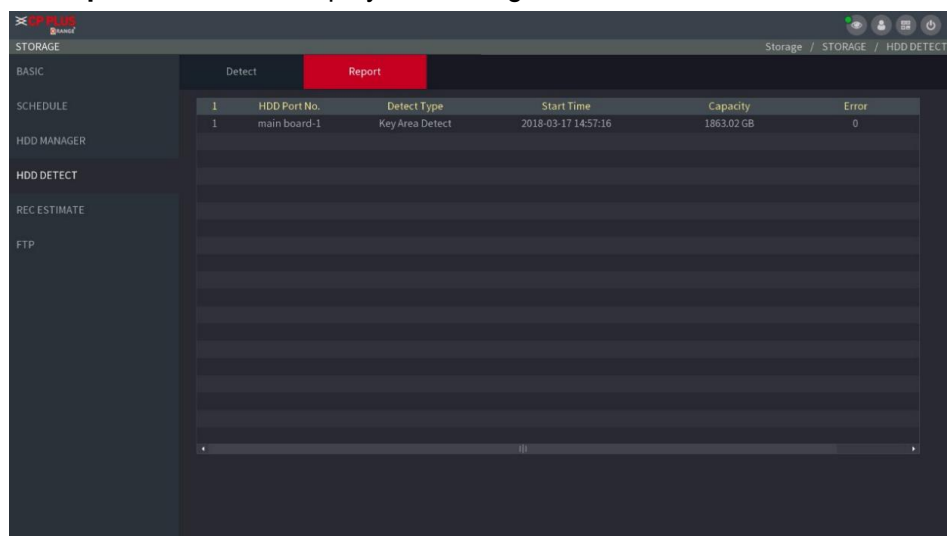 CP PLUS
ORANGE
STORAGE Storage / STORAGE / HDD DETECT
BASIC
SCHEDULE
HDD MANAGER
HDD DETECT
REC ESTIMATE
FTP
Detect Report
1 HDD Port No. Detect Type Start Time Capacity Error
1 main board-1 Key Area Detect 2018-03-17 14:57:16 1863.02 GB 0